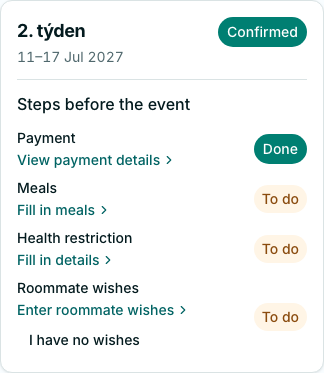 2. týden
Confirmed
11–17 Jul 2027
Steps before the event
Payment
View payment details
Done
Meals
Fill in meals
To do
Health restriction
Fill in details
To do
Roommate wishes
Enter roommate wishes
To do
I have no wishes